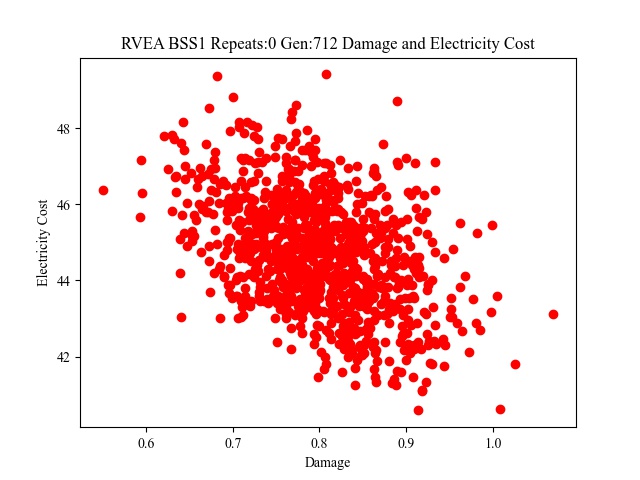 RVEA BSS1 Repeats:0 Gen:712 Damage and Electricity Cost
48
46
44
42
Electricity Cost
0.6 0.7 0.8 0.9 1.0
Damage